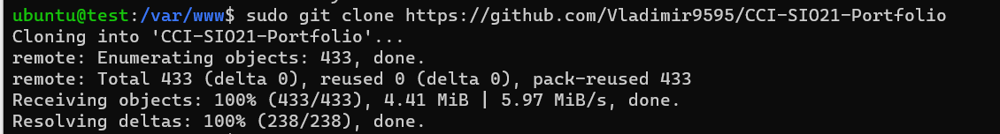 ubuntu@test:/var/www$ sudo git clone https://github.com/Vladimir9595/CCI-SIO21-Portfolio
Cloning into 'CCI-SIO21-Portfolio'...
remote: Enumerating objects: 433, done.
remote: Total 433 (delta 0), reused 0 (delta 0), pack-reused 433
Receiving objects: 100% (433/433), 4.41 MiB | 5.97 MiB/s, done.
Resolving deltas: 100% (238/238), done.